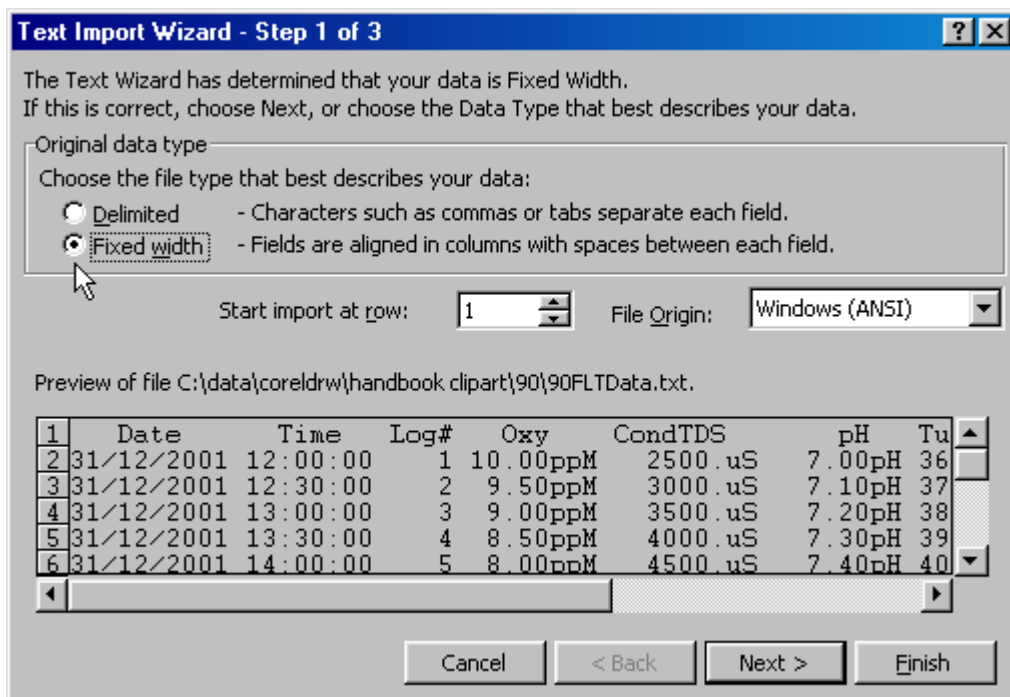 Text Import Wizard - Step 1 of 3
The Text Wizard has determined that your data is Fixed Width.
If this is correct, choose Next, or choose the Data Type that best describes your data.
Original data type
Choose the file type that best describes your data:
Delimited - Characters such as commas or tabs separate each field.
Fixed width - Fields are aligned in columns with spaces between each field.
Start import at row: 1 File Origin: Windows (ANSI)
Preview of file C:\data\coreldrw\handbook clipart\90\90FLTData.txt.
1 Date Time Log# Oxy CondTDS pH Tu
2 31/12/2001 12:00:00 1 10.00ppM 2500.uS 7.00pH 36
3 31/12/2001 12:30:00 2 9.50ppM 3000.uS 7.10pH 37
4 31/12/2001 13:00:00 3 9.00ppM 3500.uS 7.20pH 38
5 31/12/2001 13:30:00 4 8.50ppM 4000.uS 7.30pH 39
6 31/12/2001 14:00:00 5 8.00ppM 4500.uS 7.40pH 40
Cancel < Back Next > Finish